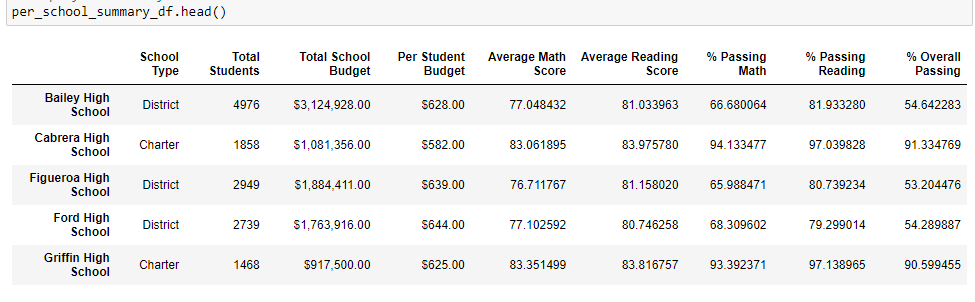 per_school_summary_df.head()
School Type Total Students Total School Budget Per Student Budget Average Math Score Average Reading Score % Passing Math % Passing Reading % Overall Passing
Bailey High School District 4976 $3,124,928.00 $628.00 77.048432 81.033963 66.680064 81.933280 54.642283
Cabrera High School Charter 1858 $1,081,356.00 $582.00 83.061895 83.975780 94.133477 97.039828 91.334769
Figueroa High School District 2949 $1,884,411.00 $639.00 76.711767 81.158020 65.988471 80.739234 53.204476
Ford High School District 2739 $1,763,916.00 $644.00 77.102592 80.746258 68.309602 79.299014 54.289887
Griffin High School Charter 1468 $917,500.00 $625.00 83.351499 83.816757 93.392371 97.138965 90.599455